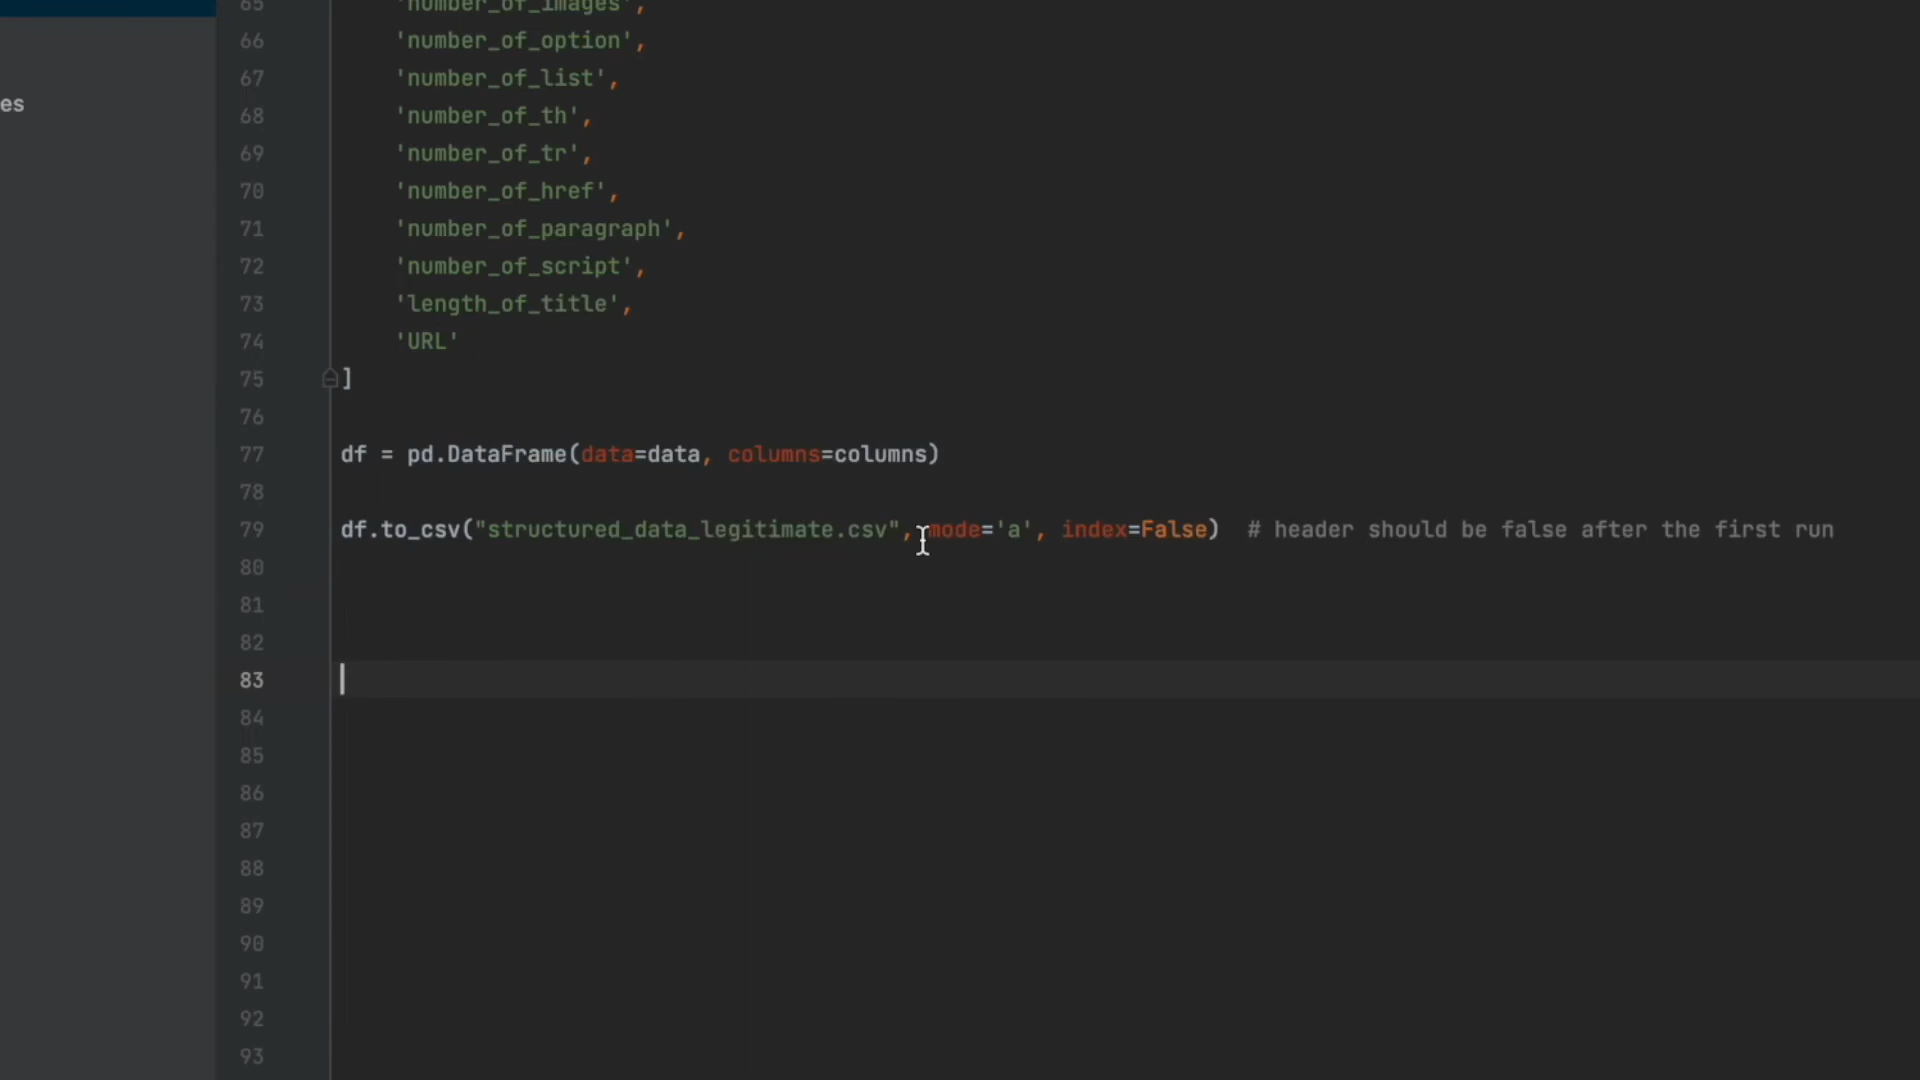 65 'number_of_images',
66 'number_of_option',
es
67 'number_of_list',
68 'number_of_th',
69 'number_of_tr',
70 'number_of_href',
71 'number_of_paragraph',
72 'number_of_script',
73 'length_of_title',
74 'URL'
75 ]
76
77 df = pd.DataFrame(data=data, columns=columns)
78
79 df.to_csv("structured_data_legitimate.csv", mode='a', index=False)  # header should be false after the first run
80
81
82
83
84
85
86
87
88
89
90
91
92
93